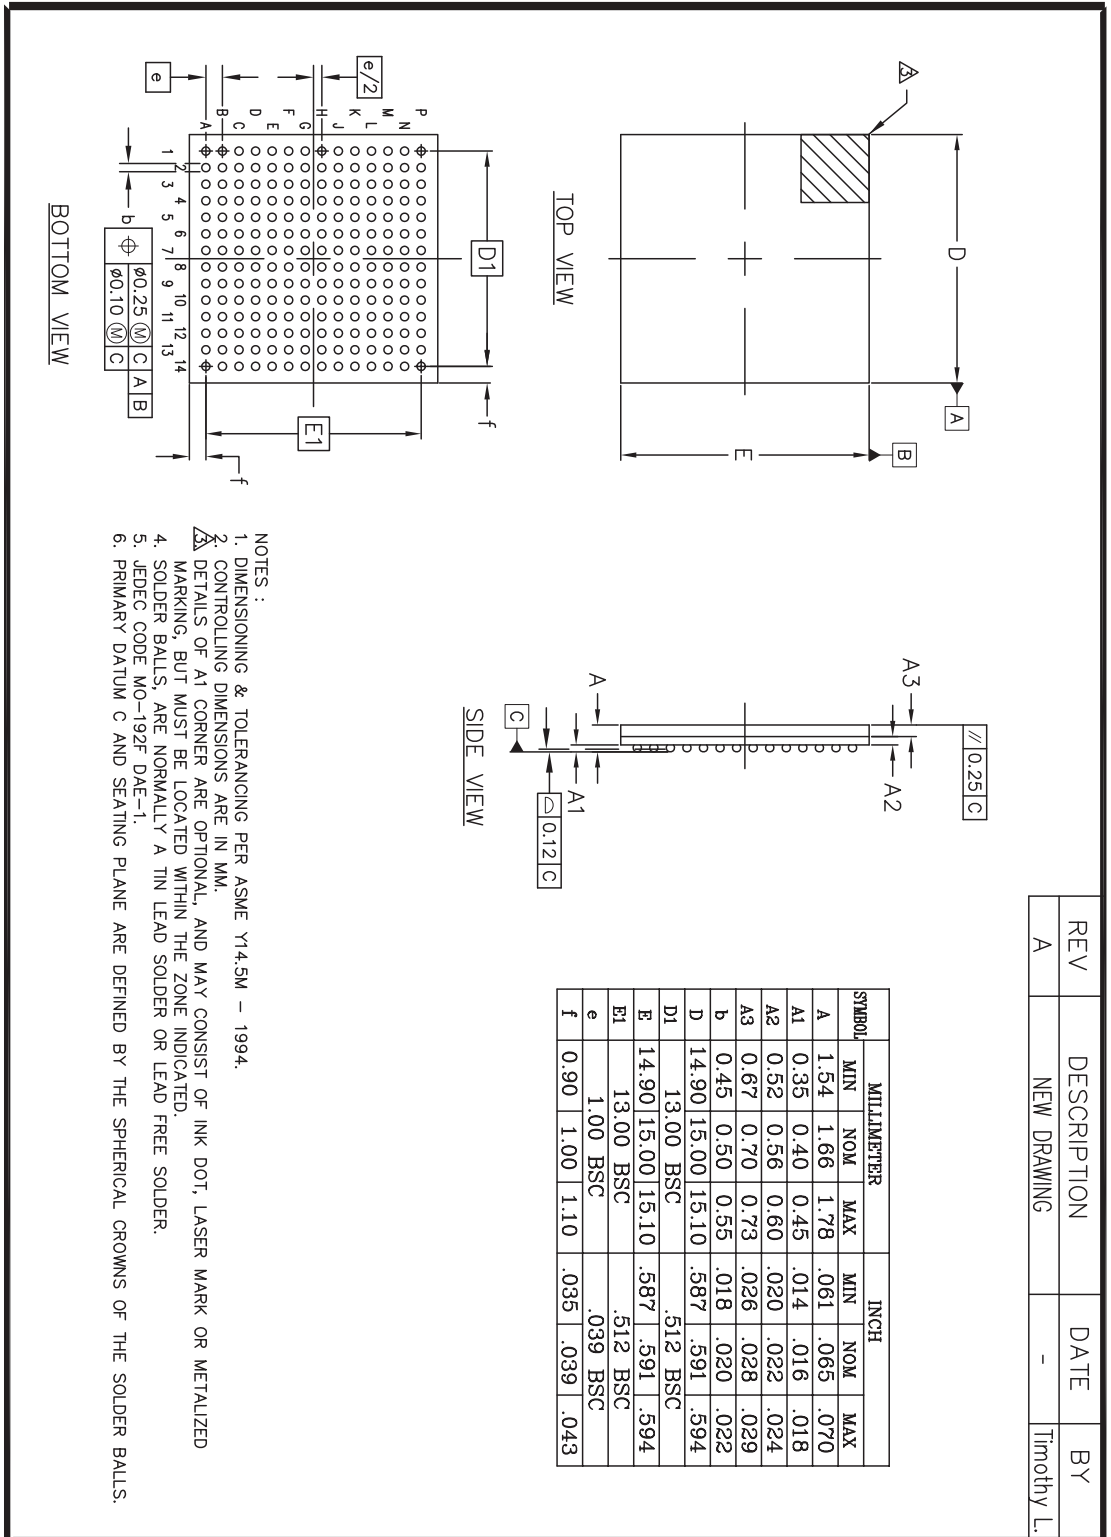 REV DESCRIPTION DATE BY
A NEW DRAWING - Timothy L.
3
D
A
B
E
TOP VIEW
// 0.25 C
A3
A2
A
A1
C
0.12 C
SIDE VIEW
SYMBOL MILLIMETER INCH
MIN NOM MAX MIN NOM MAX
A 1.54 1.66 1.78 .061 .065 .070
A1 0.35 0.40 0.45 .014 .016 .018
A2 0.52 0.56 0.60 .020 .022 .024
A3 0.67 0.70 0.73 .026 .028 .029
b 0.45 0.50 0.55 .018 .020 .022
D 14.90 15.00 15.10 .587 .591 .594
D1 13.00 BSC .512 BSC
E 14.90 15.00 15.10 .587 .591 .594
E1 13.00 BSC .512 BSC
e 1.00 BSC .039 BSC
f 0.90 1.00 1.10 .035 .039 .043
D1
f
E1
f
e/2
e
P
N
M
L
K
J
H
G
F
E
D
C
B
A
1 2 3 4 5 6 7 8 9 10 11 12 13 14
b
ø0.25 Ⓜ C A B
ø0.10 Ⓜ C
BOTTOM VIEW
NOTES :
1. DIMENSIONING & TOLERANCING PER ASME Y14.5M – 1994.
2. CONTROLLING DIMENSIONS ARE IN MM.
3. DETAILS OF A1 CORNER ARE OPTIONAL, AND MAY CONSIST OF INK DOT, LASER MARK OR METALIZED
MARKING, BUT MUST BE LOCATED WITHIN THE ZONE INDICATED.
4. SOLDER BALLS, ARE NORMALLY A TIN LEAD SOLDER OR LEAD FREE SOLDER.
5. JEDEC CODE MO-192F DAE-1.
6. PRIMARY DATUM C AND SEATING PLANE ARE DEFINED BY THE SPHERICAL CROWNS OF THE SOLDER BALLS.